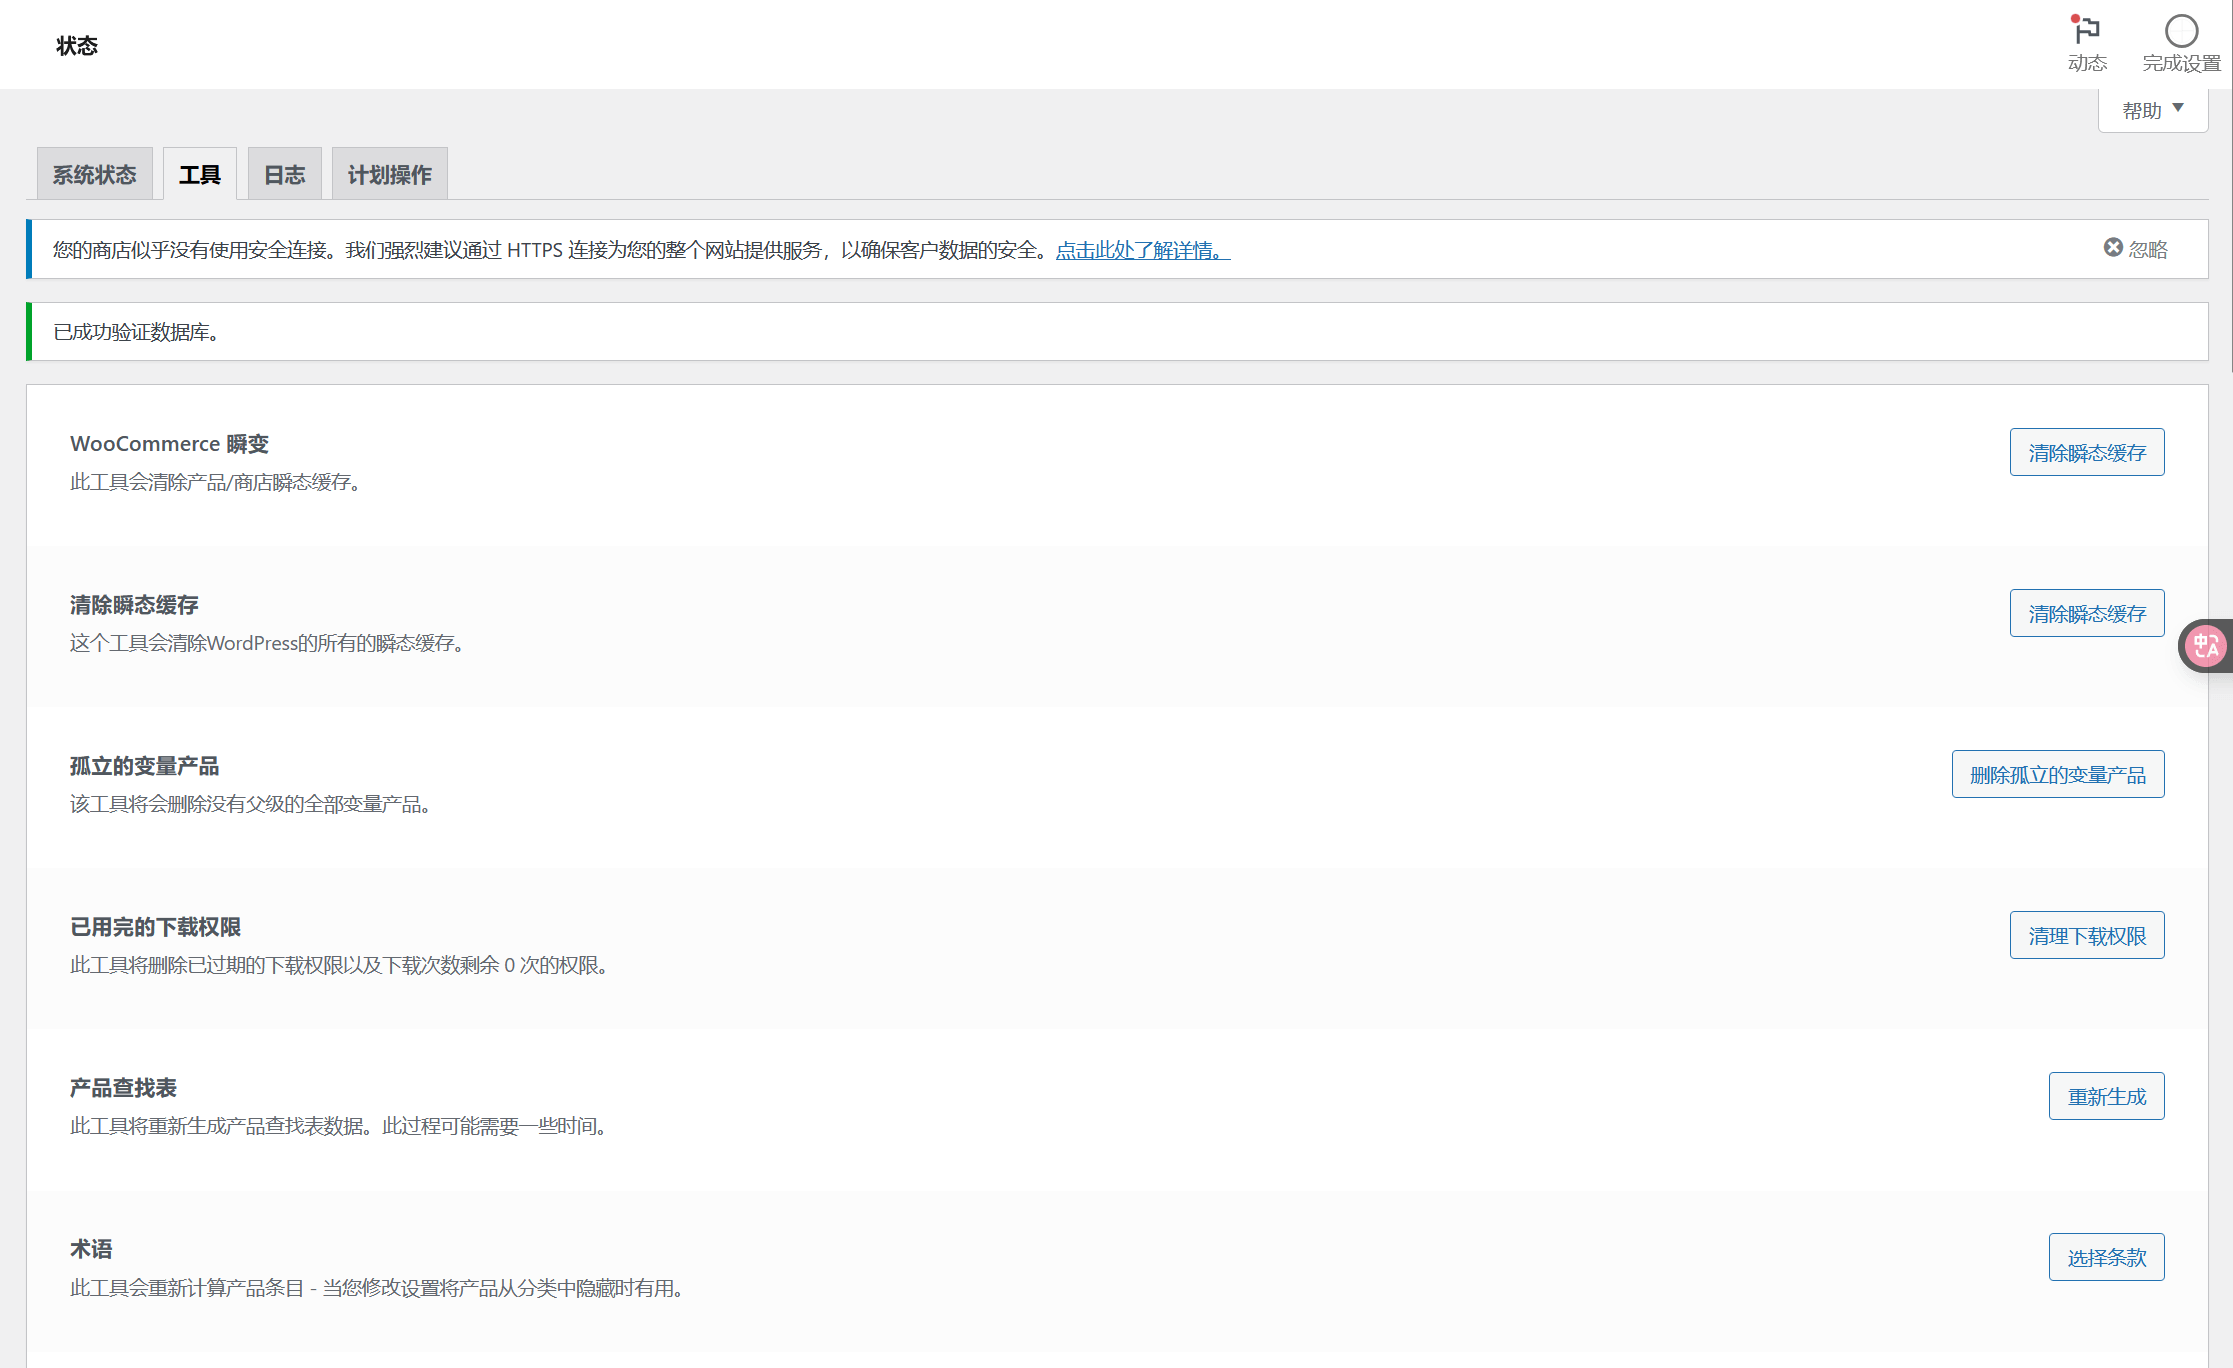 状态
动态
完成设置
帮助
系统状态
工具
日志
计划操作
您的商店似乎没有使用安全连接。我们强烈建议通过 HTTPS 连接为您的整个网站提供服务，以确保客户数据的安全。点击此处了解详情。
忽略
已成功验证数据库。
WooCommerce 瞬变
此工具会清除产品/商店瞬态缓存。
清除瞬态缓存
清除瞬态缓存
这个工具会清除WordPress的所有的瞬态缓存。
清除瞬态缓存
孤立的变量产品
该工具将会删除没有父级的全部变量产品。
删除孤立的变量产品
已用完的下载权限
此工具将删除已过期的下载权限以及下载次数剩余 0 次的权限。
清理下载权限
产品查找表
此工具将重新生成产品查找表数据。此过程可能需要一些时间。
重新生成
术语
此工具会重新计算产品条目 - 当您修改设置将产品从分类中隐藏时有用。
选择条款